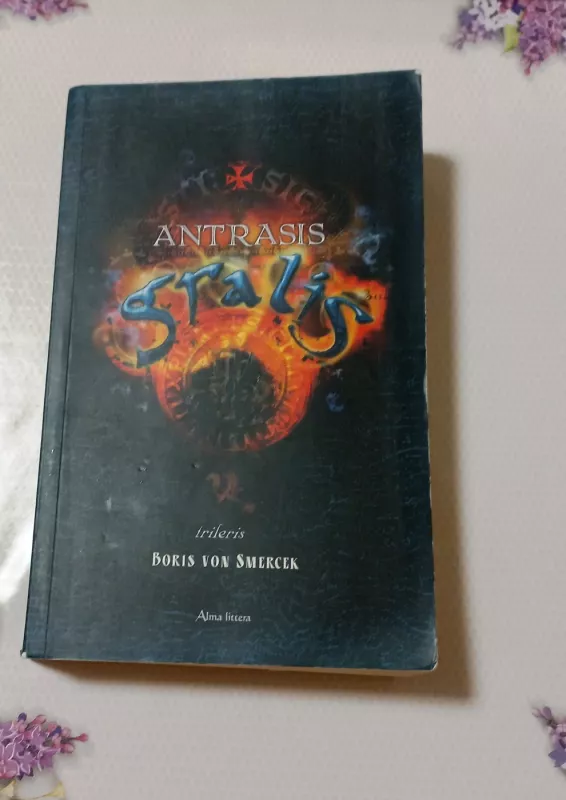 ANTRASIS
gralis
trileris
BORIS VON SMERCEK
Alma littera